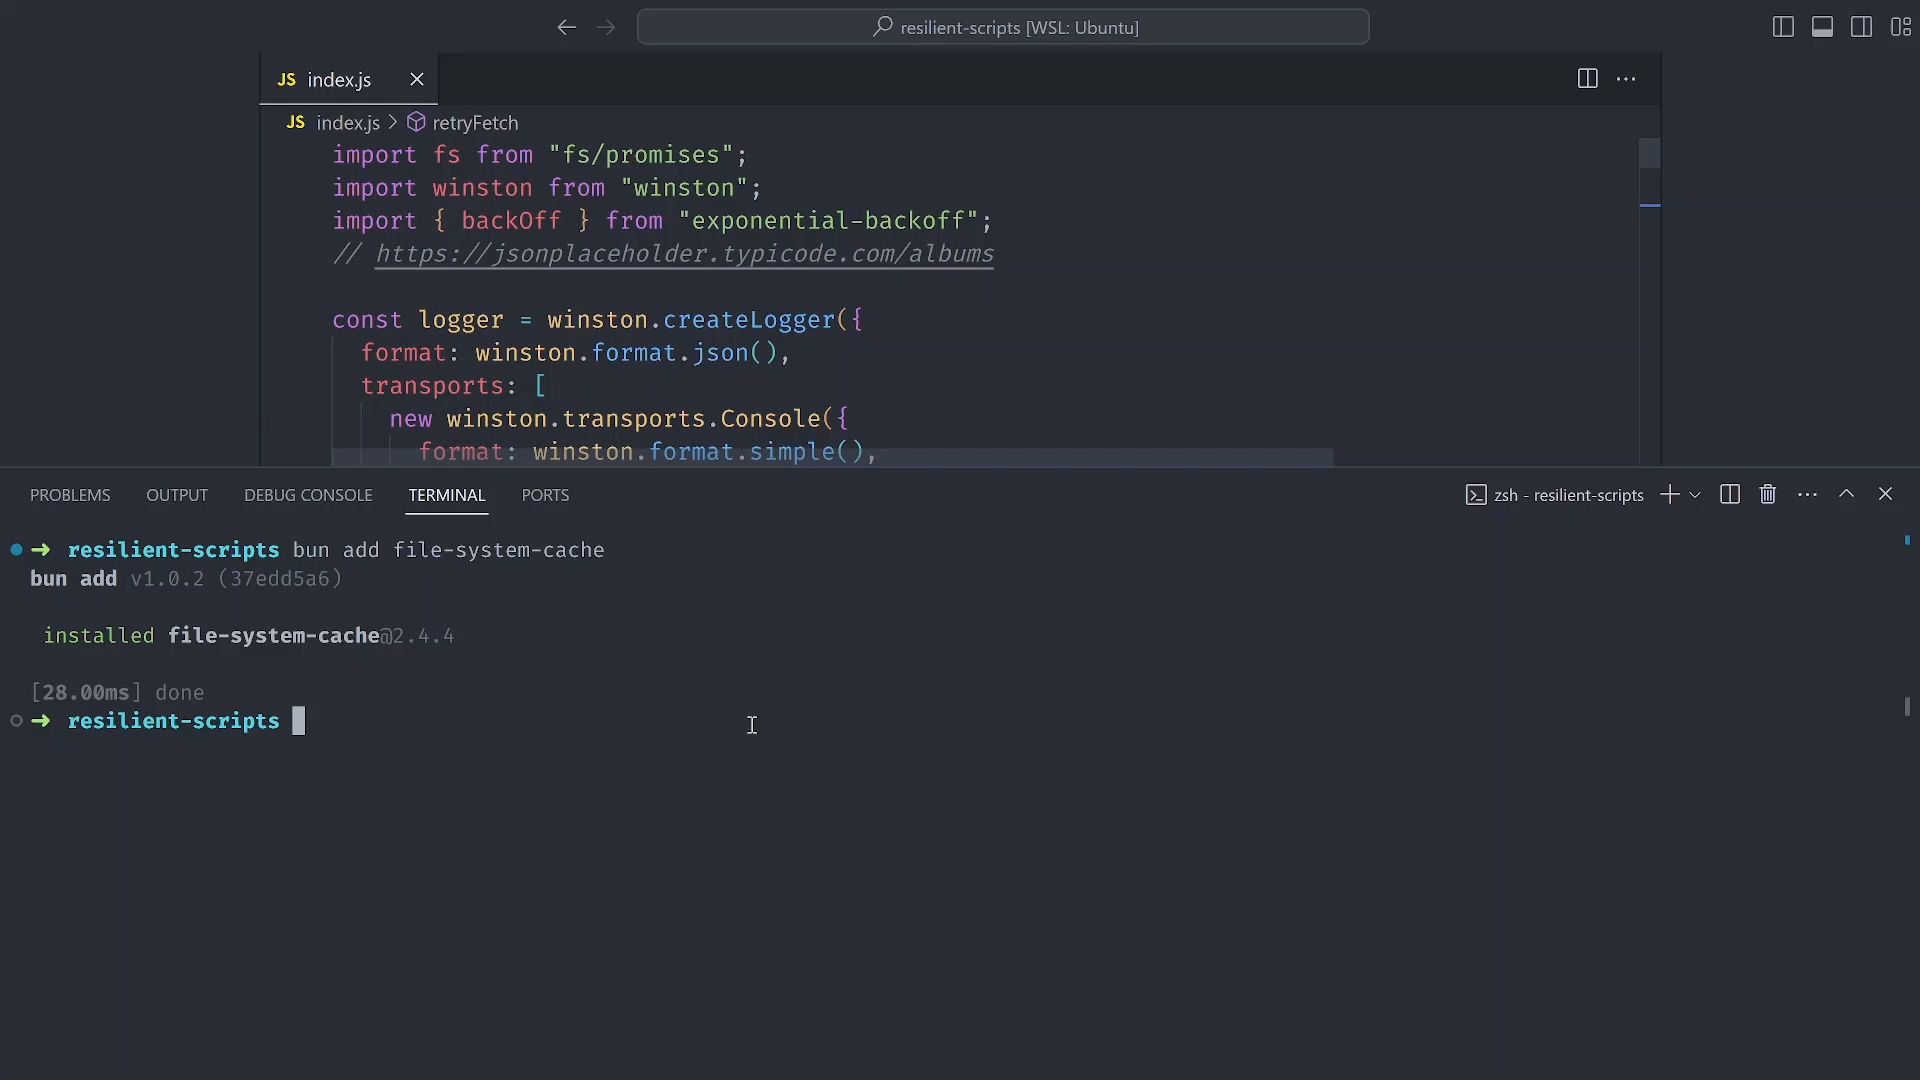 resilient-scripts [WSL: Ubuntu]
JS index.js
JS index.js > retryFetch
import fs from "fs/promises";
import winston from "winston";
import { backOff } from "exponential-backoff";
// https://jsonplaceholder.typicode.com/albums
const logger = winston.createLogger({
format: winston.format.json(),
transports: [
new winston.transports.Console({
format: winston.format.simple(),
PROBLEMS OUTPUT DEBUG CONSOLE TERMINAL PORTS
zsh - resilient-scripts
➜ resilient-scripts bun add file-system-cache
bun add v1.0.2 (37edd5a6)
installed file-system-cache@2.4.4
[28.00ms] done
➜ resilient-scripts